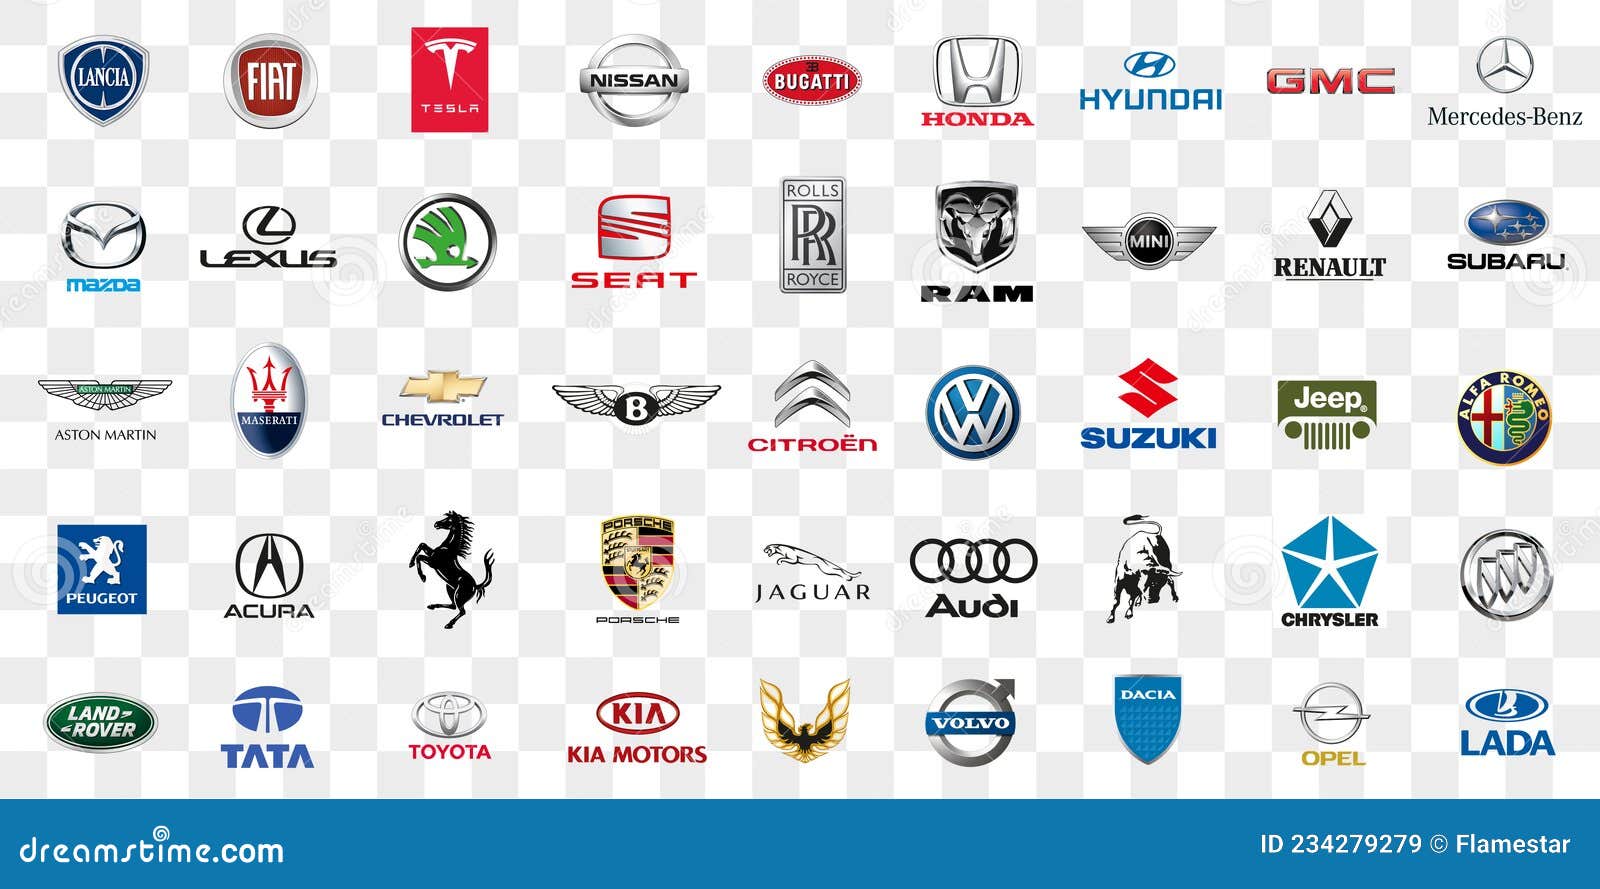 LANCIA
FIAT
TESLA
NISSAN
EB
BUGATTI
HONDA
HYUNDAI
GMC
Mercedes-Benz
mazda
LEXUS
SEAT
ROLLS
RR
ROYCE
RAM
MINI
RENAULT
SUBARU
ASTON MARTIN
ASTON MARTIN
MASERATI
CHEVROLET
B
CITROËN
SUZUKI
Jeep®
ALFA ROMEO
PEUGEOT
ACURA
PORSCHE
STUTTGART
PORSCHE
JAGUAR
Audi
CHRYSLER
LAND-
ROVER
TATA
TOYOTA
KIA
KIA MOTORS
VOLVO
DACIA
OPEL
LADA
dreamstime.com
ID 234279279 © Flamestar